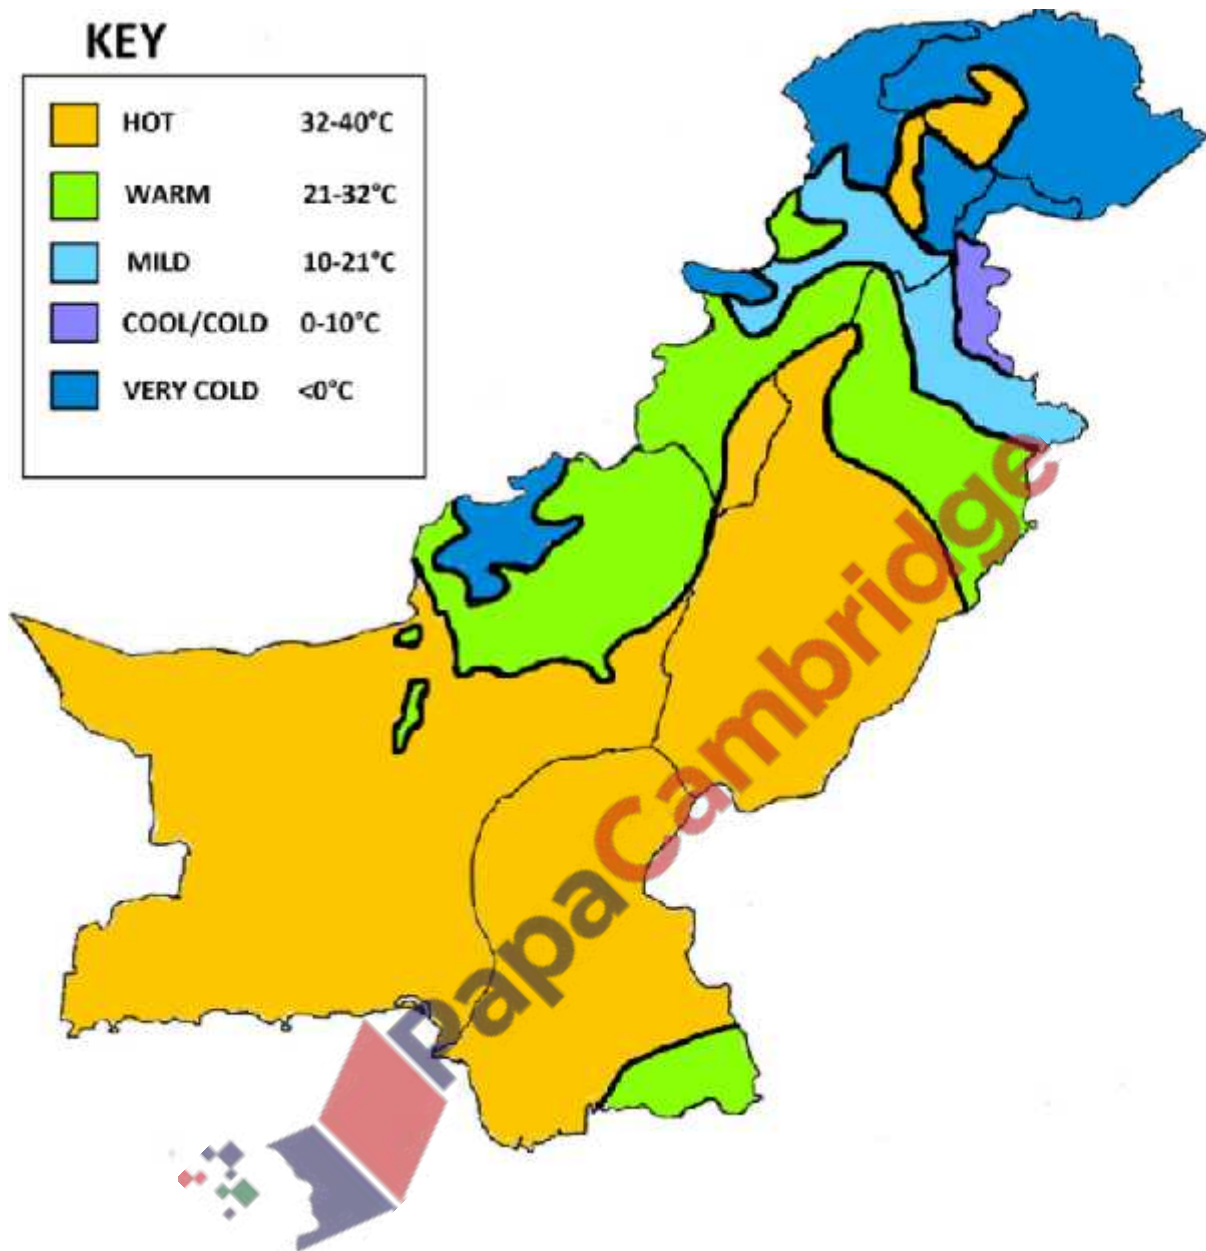 KEY
HOT 32-40°C
WARM 21-32°C
MILD 10-21°C
COOL/COLD 0-10°C
VERY COLD <0°C
PapaCambridge